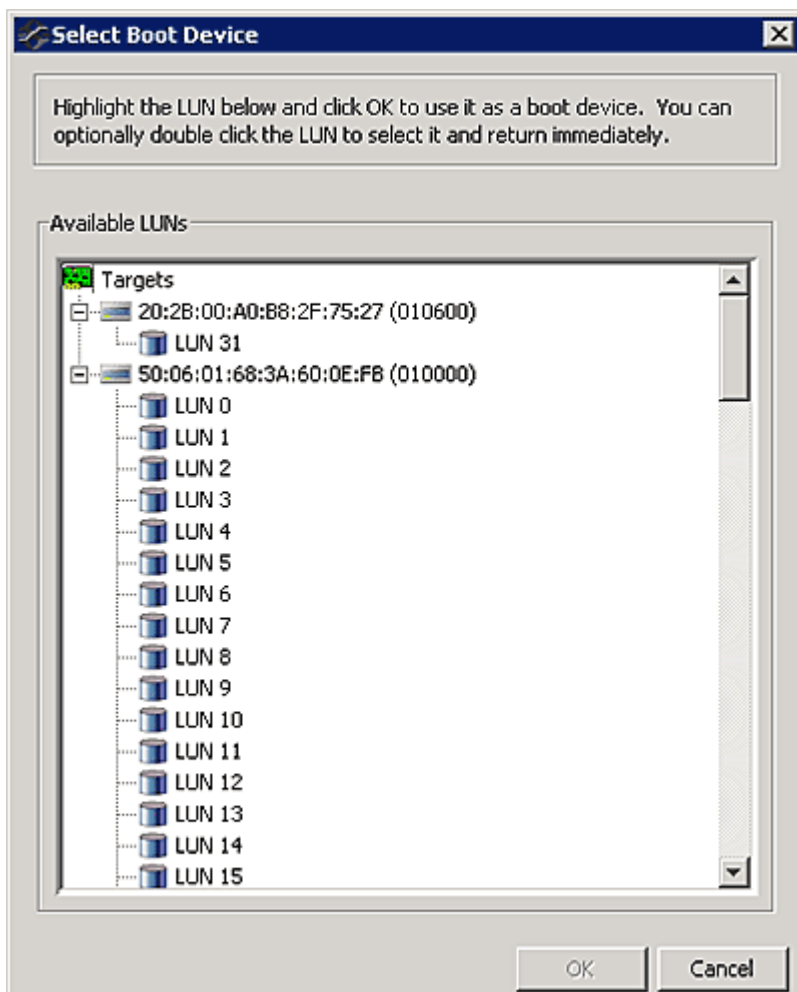 Select Boot Device
Highlight the LUN below and click OK to use it as a boot device. You can
optionally double click the LUN to select it and return immediately.
Available LUNs
Targets
20:2B:00:A0:B8:2F:75:27 (010600)
LUN 31
50:06:01:68:3A:60:0E:FB (010000)
LUN 0
LUN 1
LUN 2
LUN 3
LUN 4
LUN 5
LUN 6
LUN 7
LUN 8
LUN 9
LUN 10
LUN 11
LUN 12
LUN 13
LUN 14
LUN 15
OK
Cancel